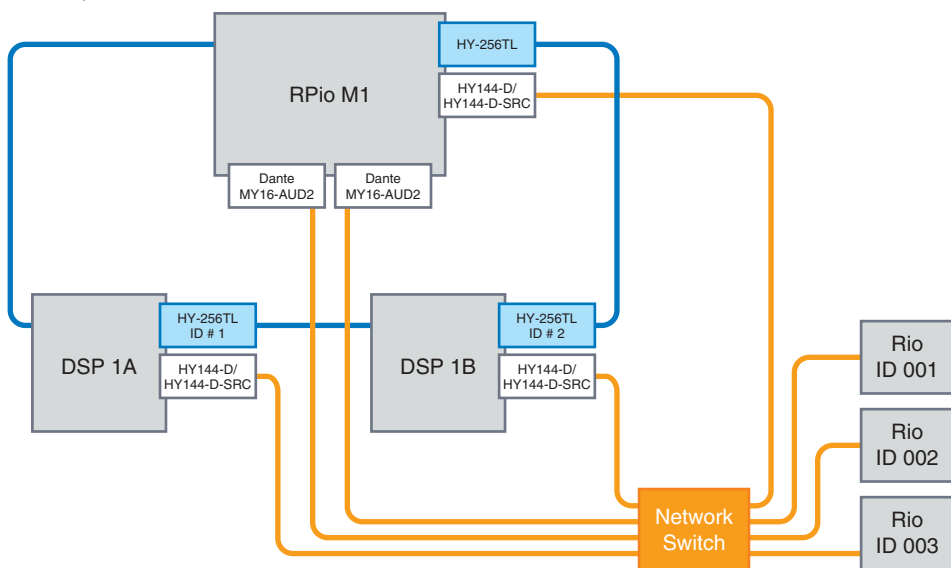 HY-256TL
RPio M1
HY144-D/
HY144-D-SRC
Dante
MY16-AUD2
Dante
MY16-AUD2
DSP 1A
HY-256TL
ID # 1
HY144-D/
HY144-D-SRC
DSP 1B
HY-256TL
ID # 2
HY144-D/
HY144-D-SRC
Rio
ID 001
Rio
ID 002
Rio
ID 003
Network
Switch